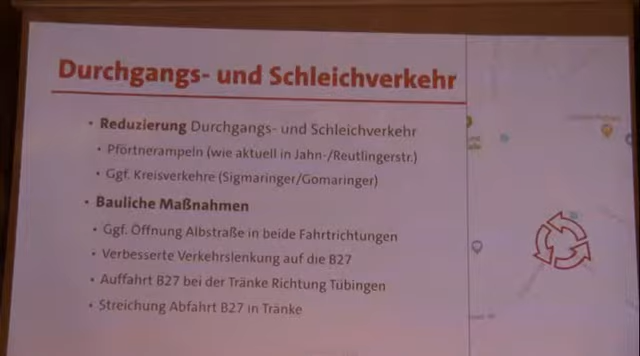 Durchgangs- und Schleichverkehr
• Reduzierung Durchgangs- und Schleichverkehr
• Pförtnerampeln (wie aktuell in Jahn-/Reutlingerstr.)
• Ggf. Kreisverkehre (Sigmaringer/Gomaringer)
• Bauliche Maßnahmen
• Ggf. Öffnung Albstraße in beide Fahrtrichtungen
• Verbesserte Verkehrslenkung auf die B27
• Auffahrt B27 bei der Tränke Richtung Tübingen
• Streichung Abfahrt B27 in Tränke